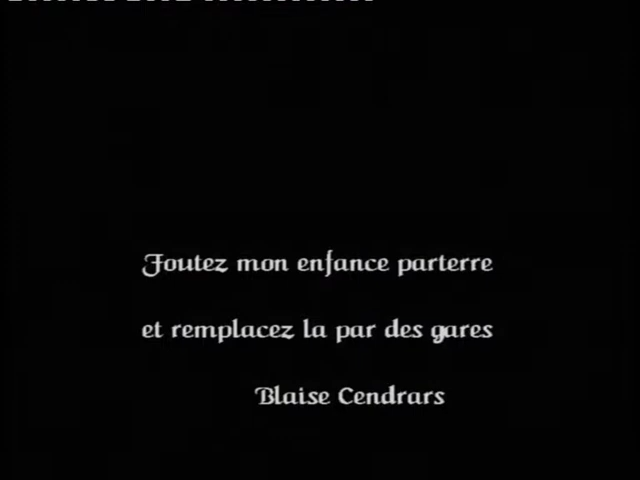 Foutez mon enfance parterre
et remplacez la par des gares
Blaise Cendrars